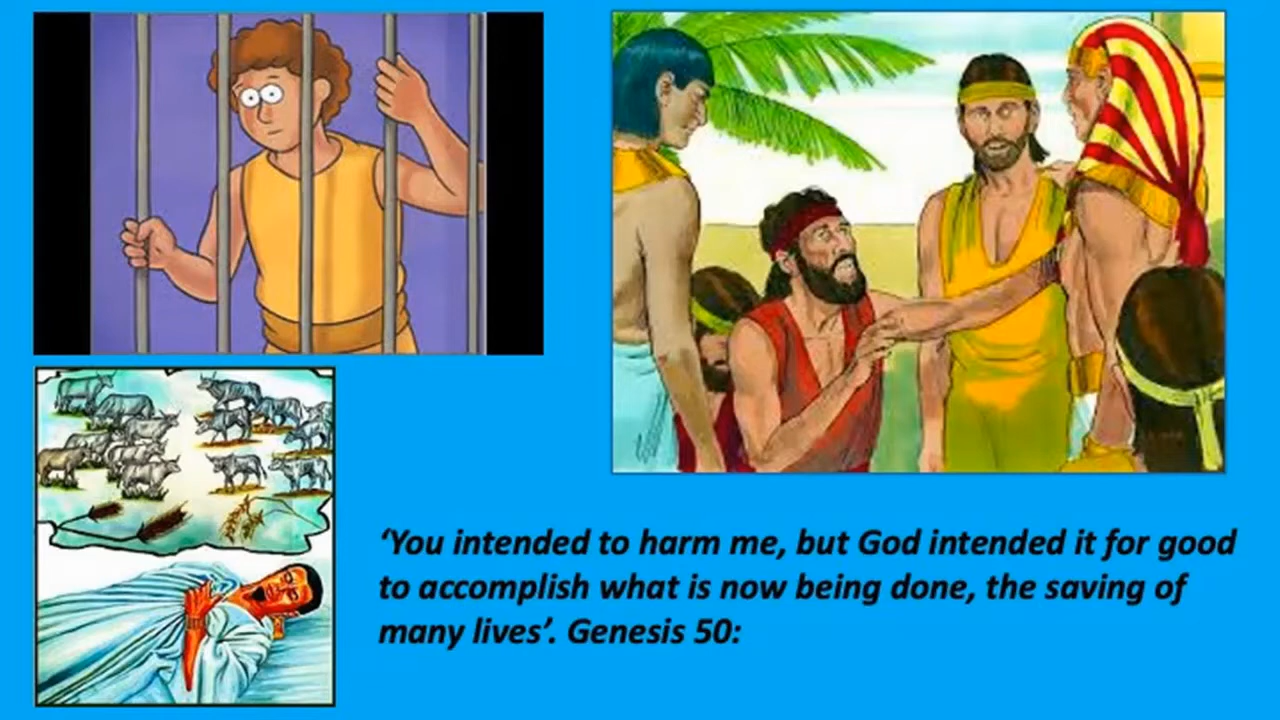 ‘You intended to harm me, but God intended it for good
to accomplish what is now being done, the saving of
many lives’. Genesis 50: